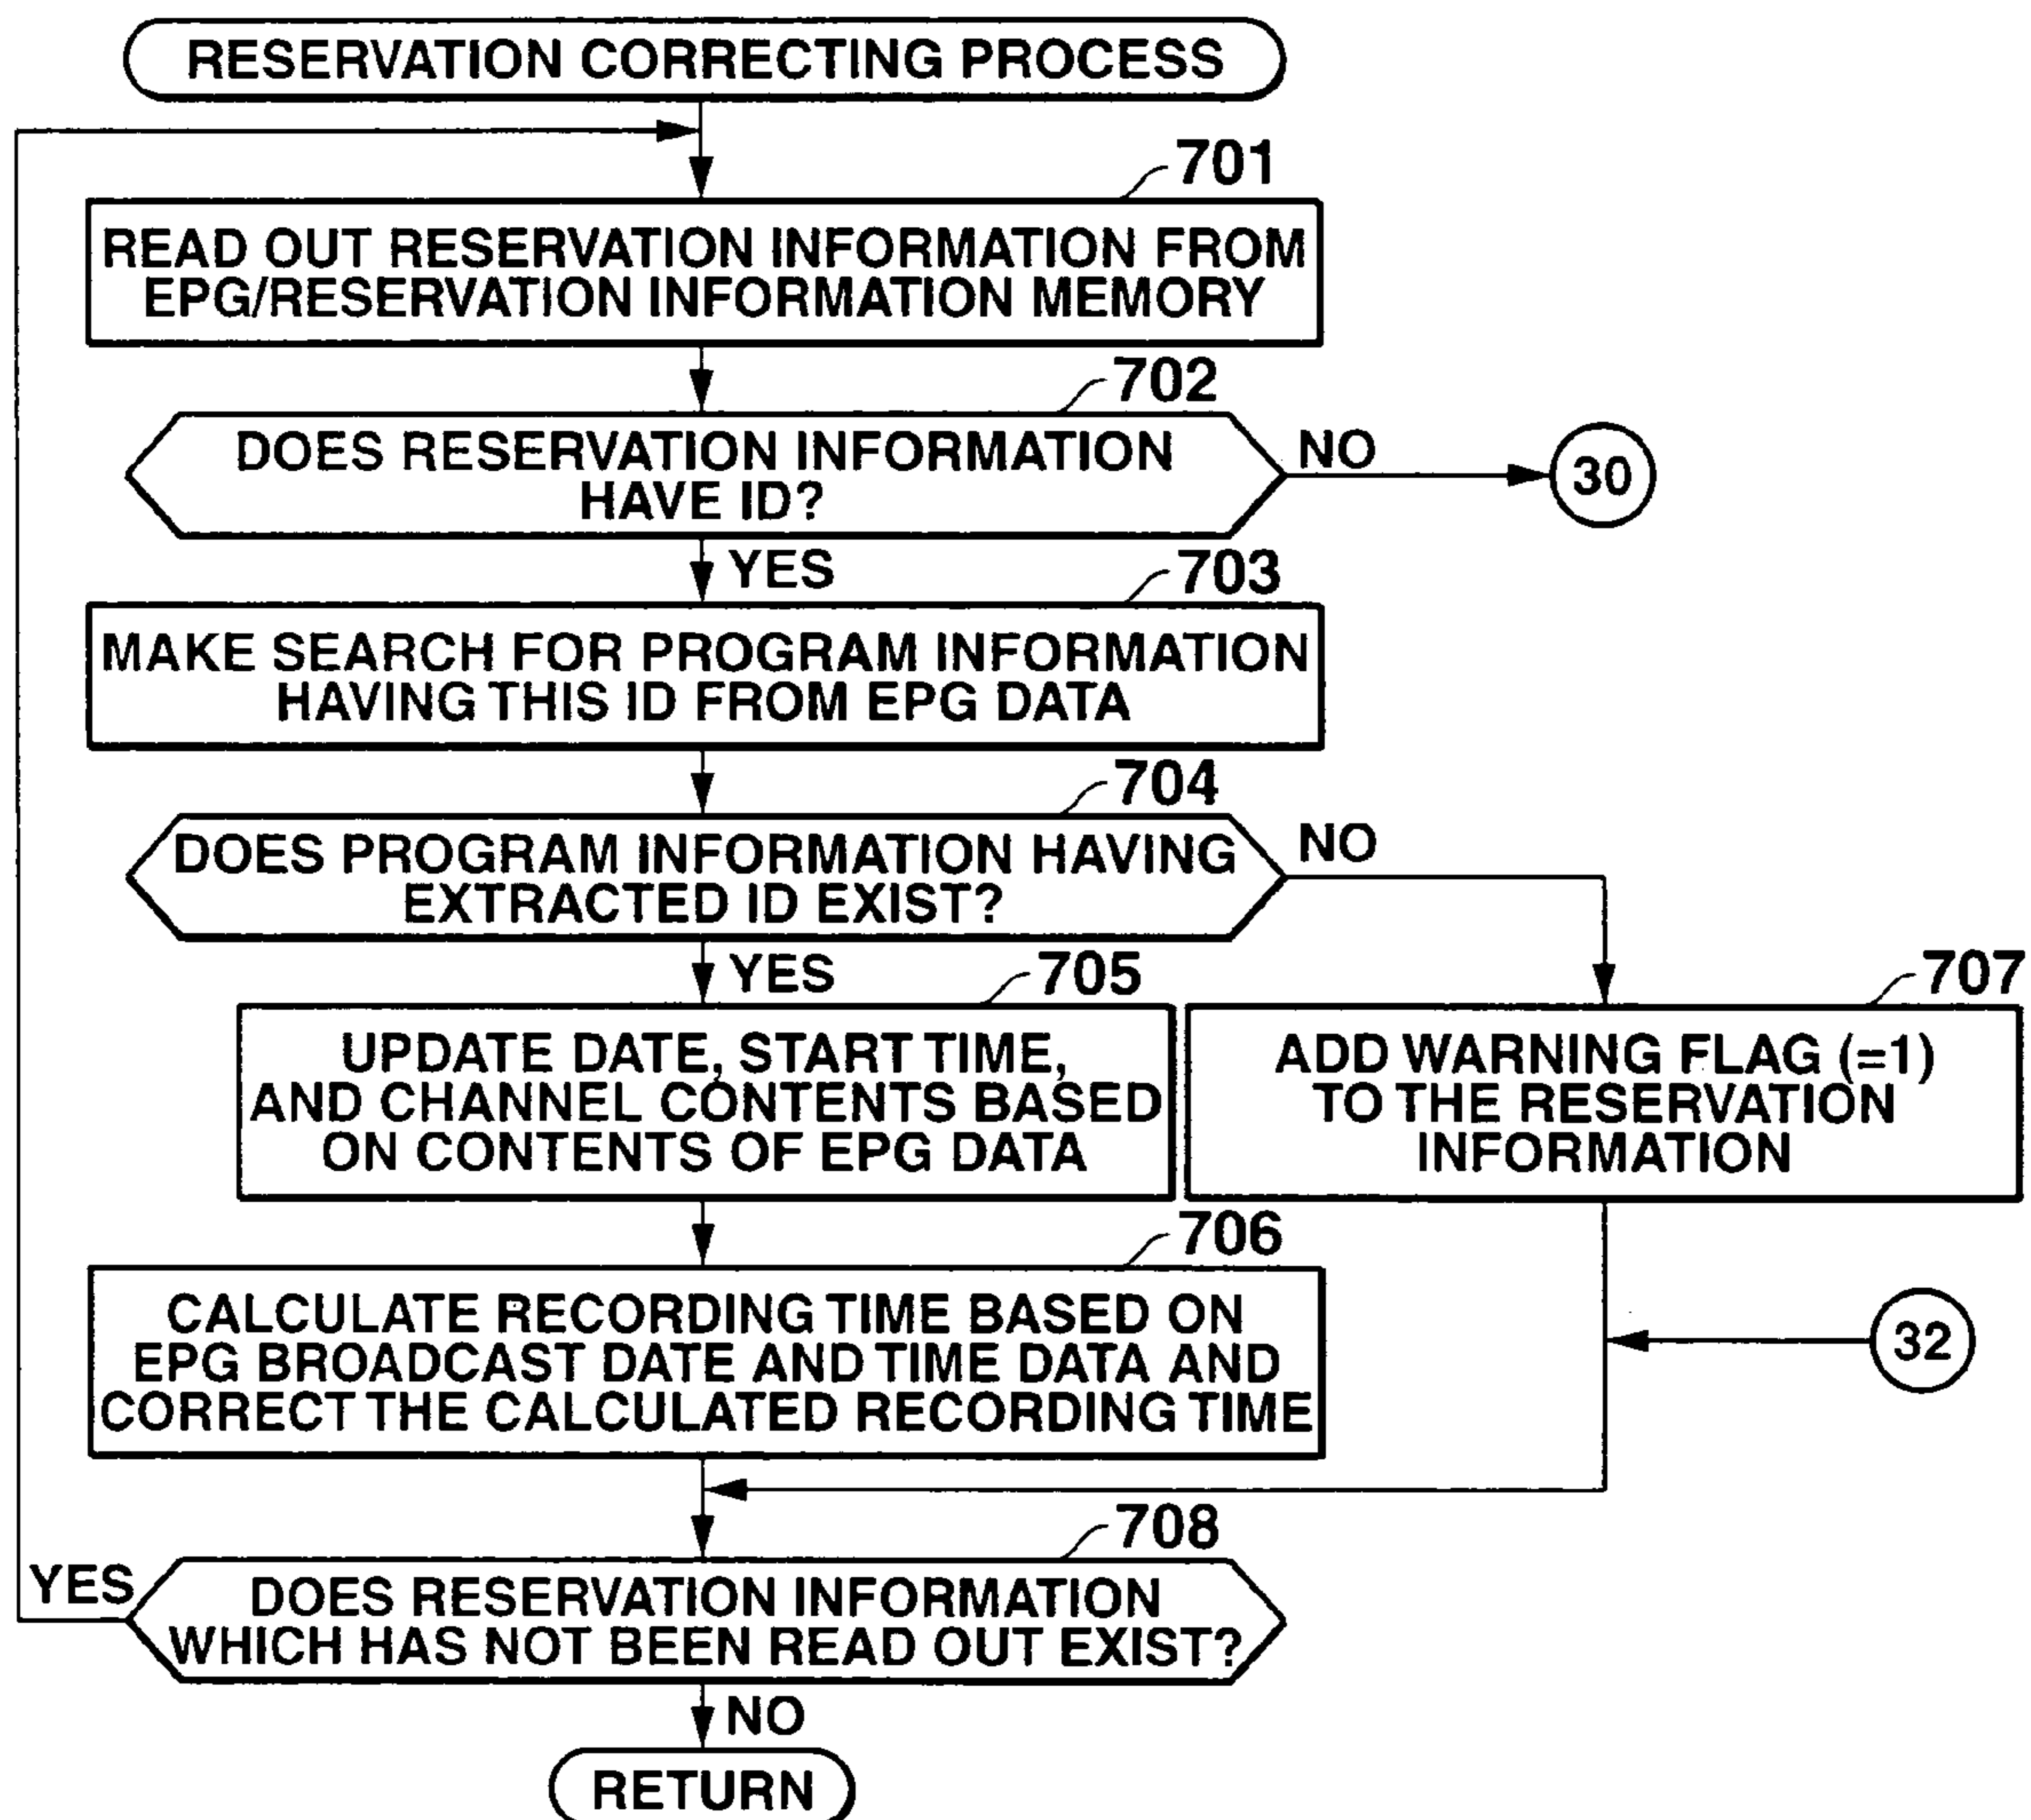 RESERVATION CORRECTING PROCESS
701
READ OUT RESERVATION INFORMATION FROM
EPG/RESERVATION INFORMATION MEMORY
702
DOES RESERVATION INFORMATION
HAVE ID?
NO
30
YES
703
MAKE SEARCH FOR PROGRAM INFORMATION
HAVING THIS ID FROM EPG DATA
704
DOES PROGRAM INFORMATION HAVING
EXTRACTED ID EXIST?
NO
YES
705
UPDATE DATE, START TIME,
AND CHANNEL CONTENTS BASED
ON CONTENTS OF EPG DATA
707
ADD WARNING FLAG (=1)
TO THE RESERVATION
INFORMATION
706
CALCULATE RECORDING TIME BASED ON
EPG BROADCAST DATE AND TIME DATA AND
CORRECT THE CALCULATED RECORDING TIME
32
708
YES
DOES RESERVATION INFORMATION
WHICH HAS NOT BEEN READ OUT EXIST?
NO
RETURN